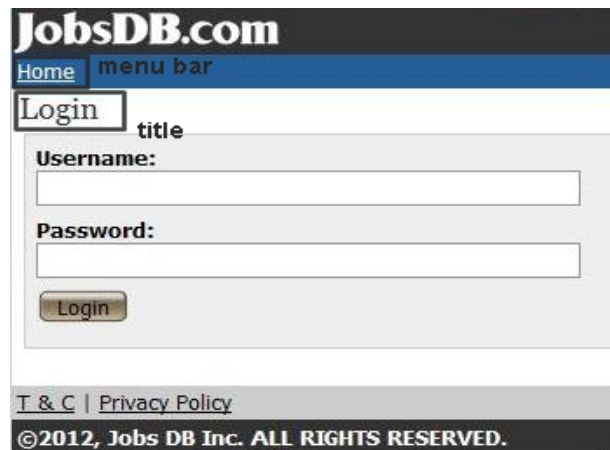 JobsDB.com
Home menu bar
Login
title
Username:
Password:
Login
T & C | Privacy Policy
©2012, Jobs DB Inc. ALL RIGHTS RESERVED.